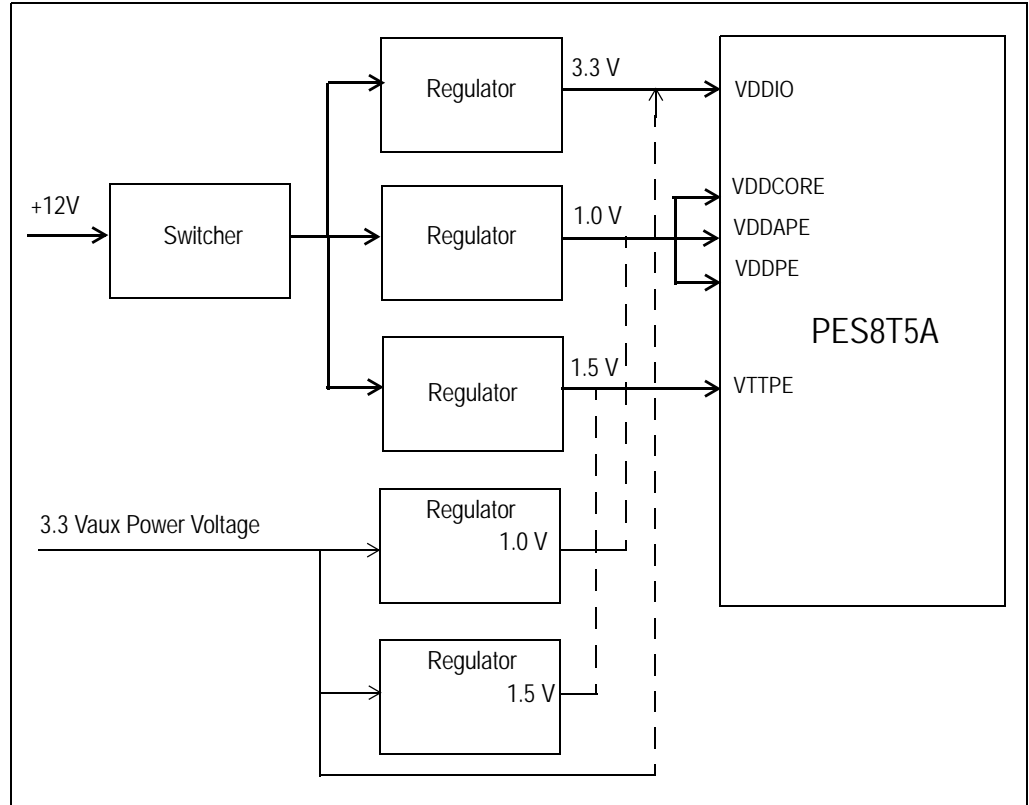 Regulator
3.3 V
VDDIO
+12V
Switcher
Regulator
1.0 V
VDDCORE
VDDAPE
VDDPE
PES8T5A
Regulator
1.5 V
VTTPE
3.3 Vaux Power Voltage
Regulator
1.0 V
Regulator
1.5 V